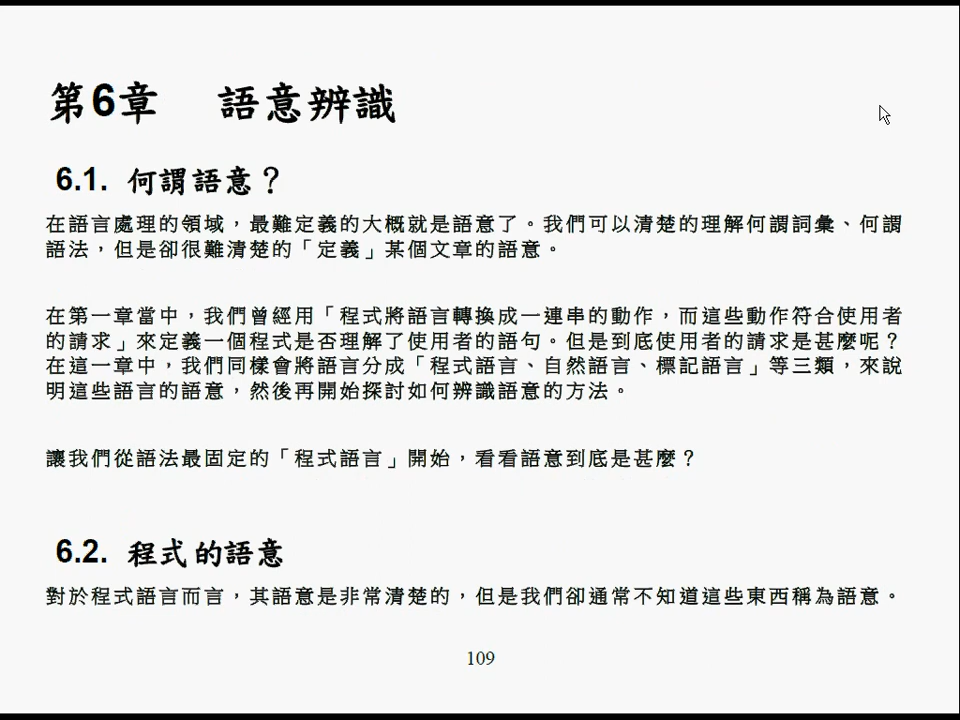 第6章 語意辨識
6.1. 何謂語意？
在語言處理的領域，最難定義的大概就是語意了。我們可以清楚的理解何謂詞彙、何謂
語法，但是卻很難清楚的「定義」某個文章的語意。
在第一章當中，我們曾經用「程式將語言轉換成一連串的動作，而這些動作符合使用者
的請求」來定義一個程式是否理解了使用者的語句。但是到底使用者的請求是甚麼呢？
在這一章中，我們同樣會將語言分成「程式語言、自然語言、標記語言」等三類，來說
明這些語言的語意，然後再開始探討如何辨識語意的方法。
讓我們從語法最固定的「程式語言」開始，看看語意到底是甚麼？
6.2. 程式的語意
對於程式語言而言，其語意是非常清楚的，但是我們卻通常不知道這些東西稱為語意。
109